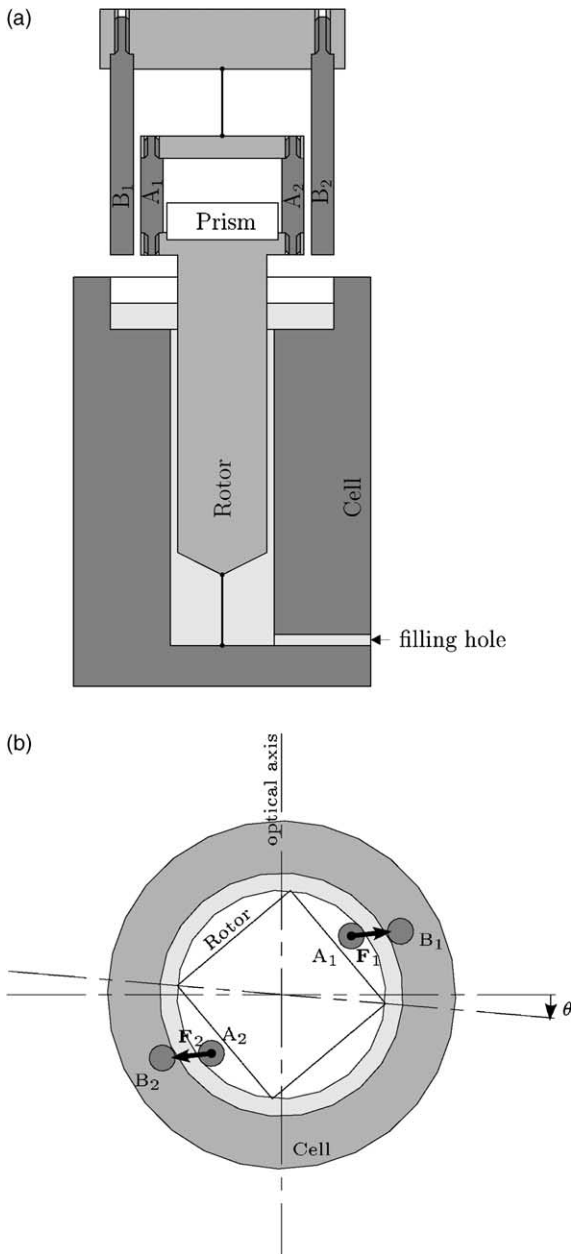 (a)
B₁
A₁
A₂
B₂
Prism
Rotor
Cell
filling hole
(b)
optical axis
Rotor
A₁
F₁
B₁
θ
F₂
A₂
B₂
Cell